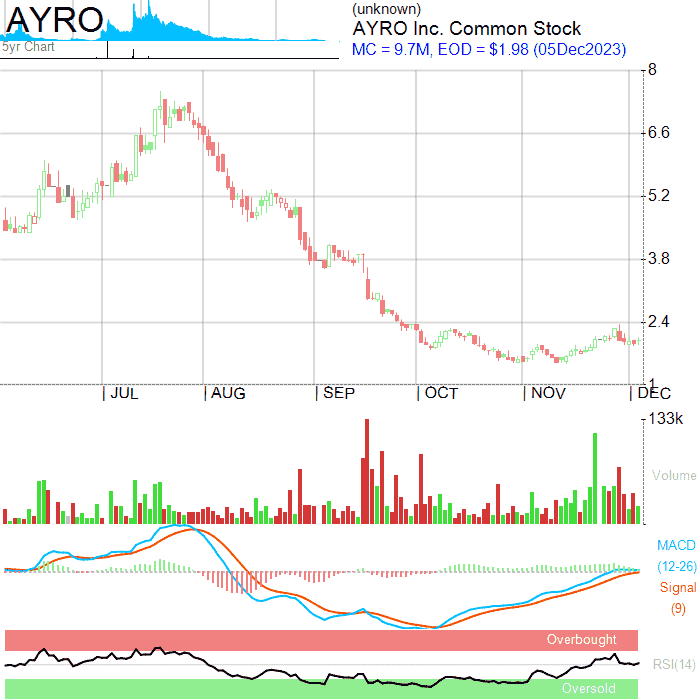 AYRO
5yr Chart
(unknown)
AYRO Inc. Common Stock
MC = 9.7M, EOD = $1.98 (05Dec2023)
8
6.6
5.2
3.8
2.4
1
JUL AUG SEP OCT NOV DEC
133k
Volume
MACD
(12-26)
Signal
(9)
Overbought
RSI(14)
Oversold